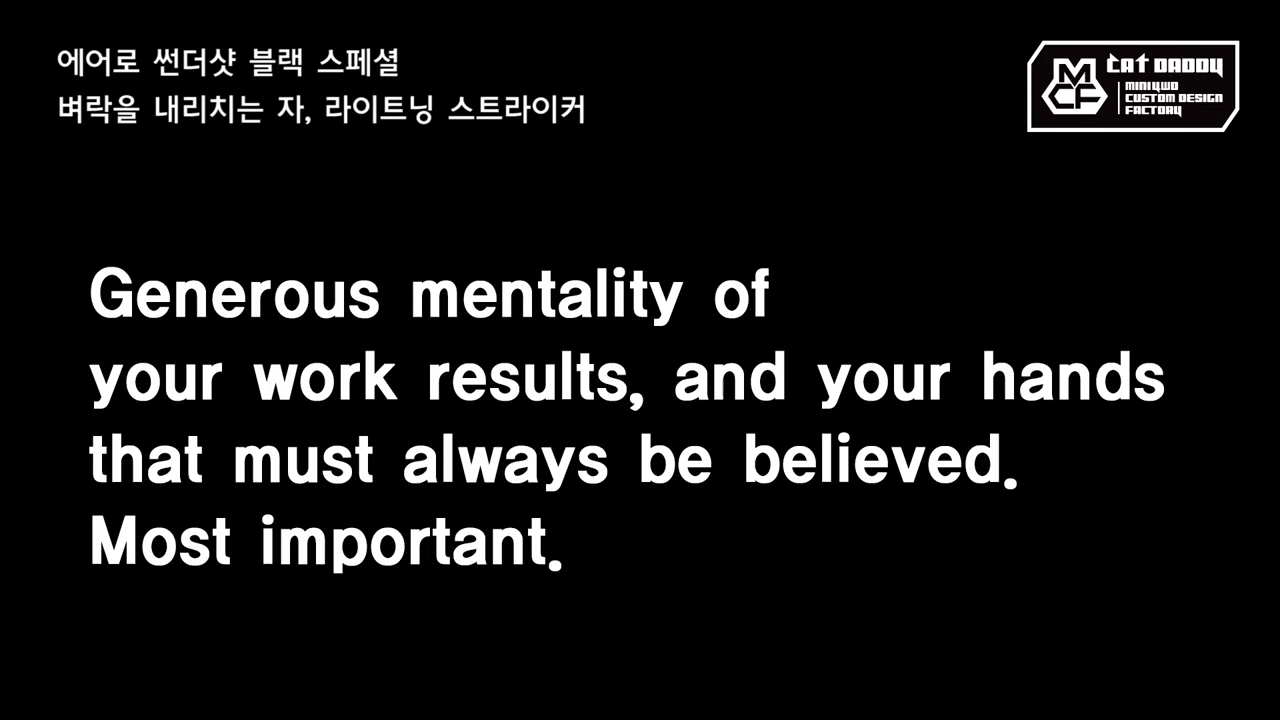 에어로 썬더샷 블랙 스페셜
벼락을 내리치는 자, 라이트닝 스트라이커
MCF
CAT DADDY
MINI4WD
CUSTOM DESIGN
FACTORY
Generous mentality of
your work results, and your hands
that must always be believed.
Most important.